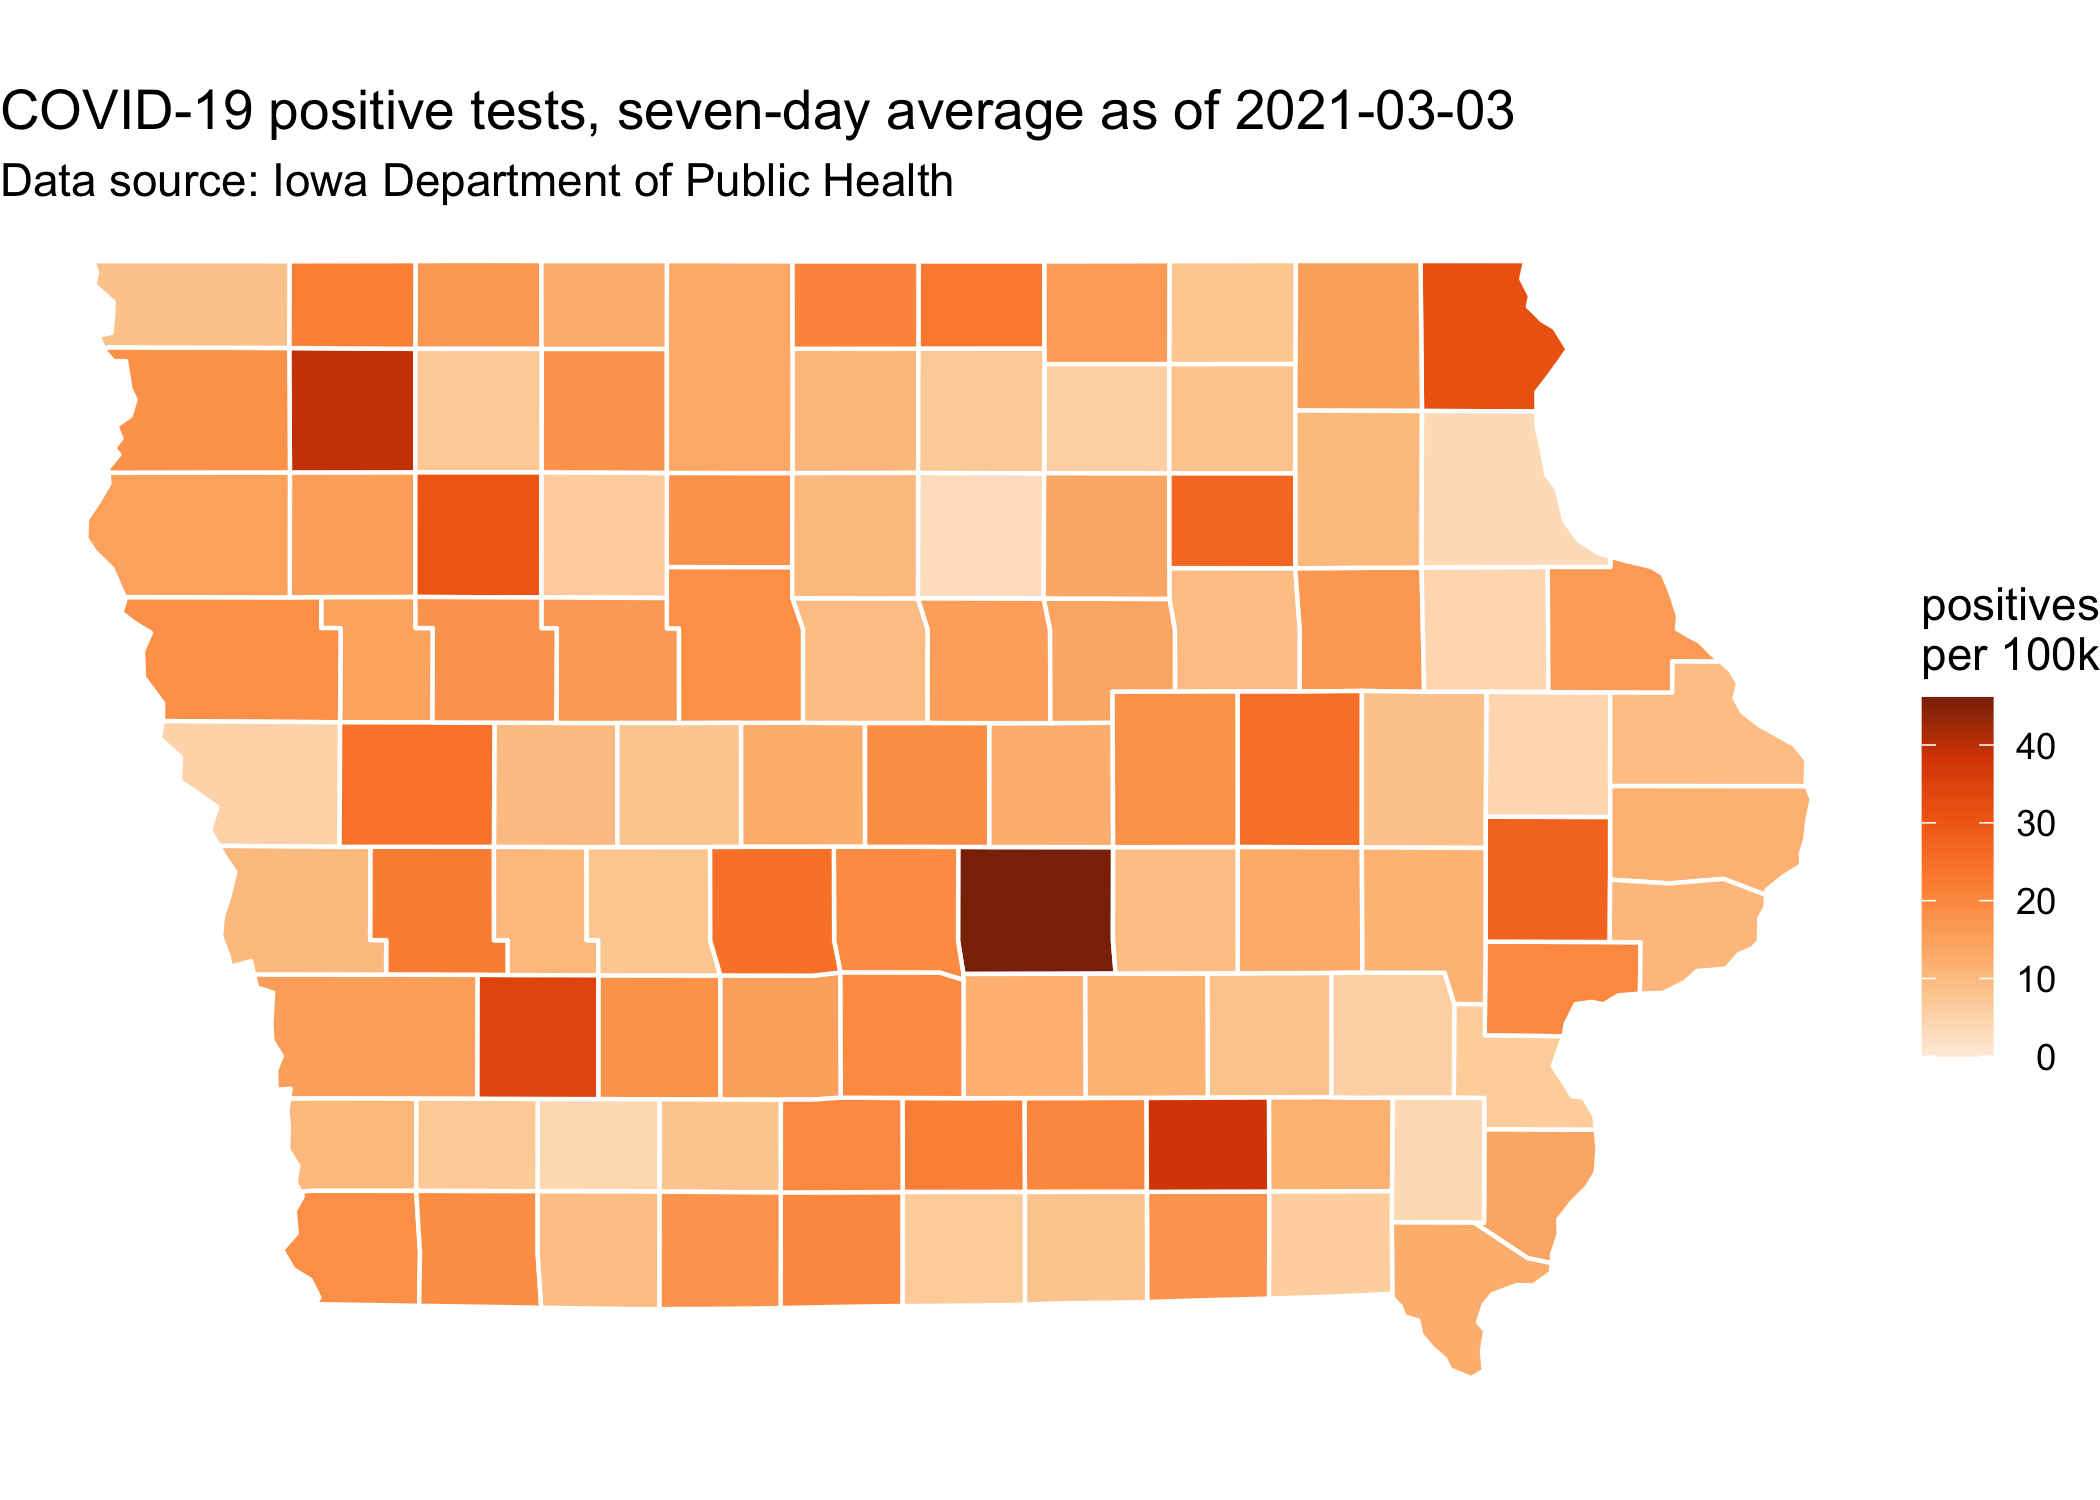 COVID-19 positive tests, seven-day average as of 2021-03-03
Data source: Iowa Department of Public Health
positives
per 100k
40
30
20
10
0